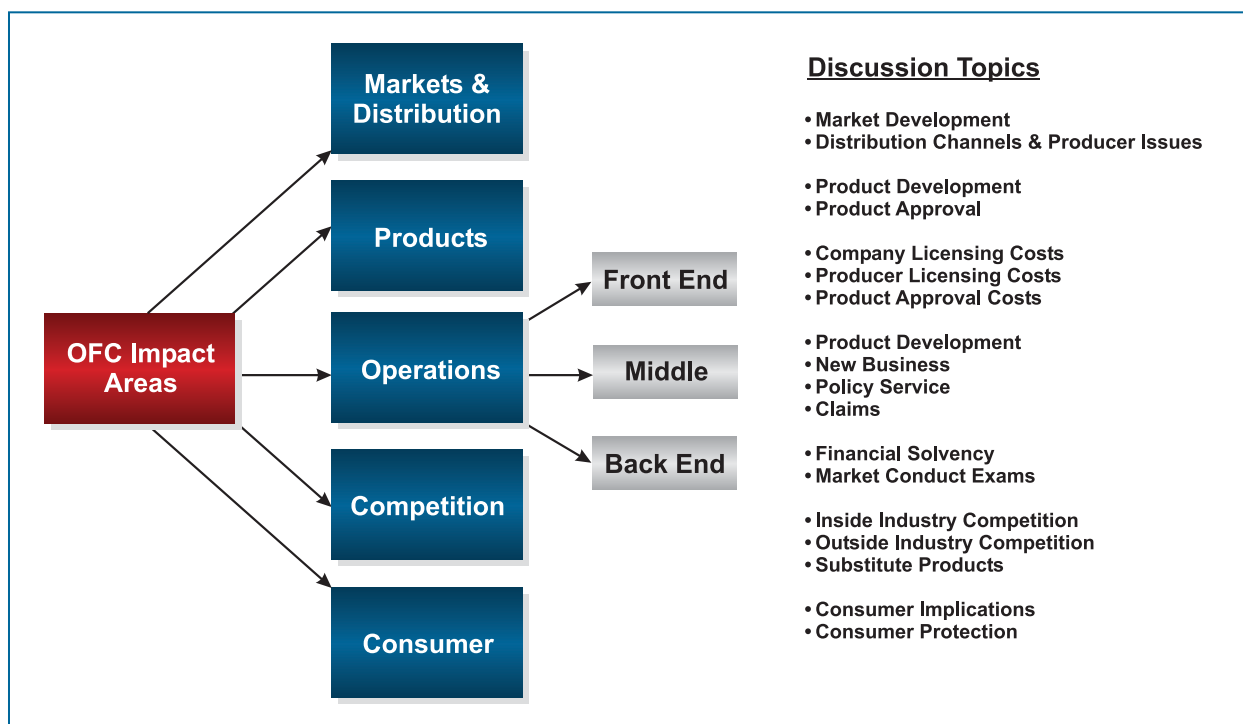 OFC Impact
Areas
Markets &
Distribution
Products
Operations
Competition
Consumer
Front End
Middle
Back End
Discussion Topics
• Market Development
• Distribution Channels & Producer Issues
• Product Development
• Product Approval
• Company Licensing Costs
• Producer Licensing Costs
• Product Approval Costs
• Product Development
• New Business
• Policy Service
• Claims
• Financial Solvency
• Market Conduct Exams
• Inside Industry Competition
• Outside Industry Competition
• Substitute Products
• Consumer Implications
• Consumer Protection